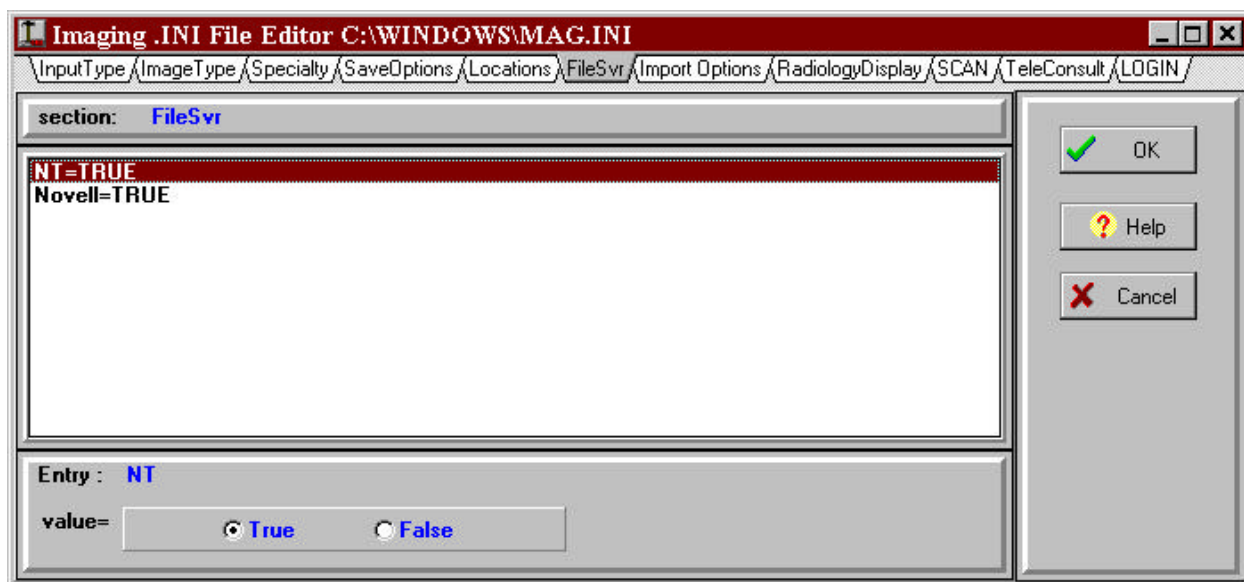 Imaging .INI File Editor C:\WINDOWS\MAG.INI
InputType ImageType Specialty SaveOptions Locations FileSvr Import Options RadiologyDisplay SCAN TeleConsult LOGIN
section: FileSvr
NT=TRUE
Novell=TRUE
OK
Help
Cancel
Entry : NT
value= True False